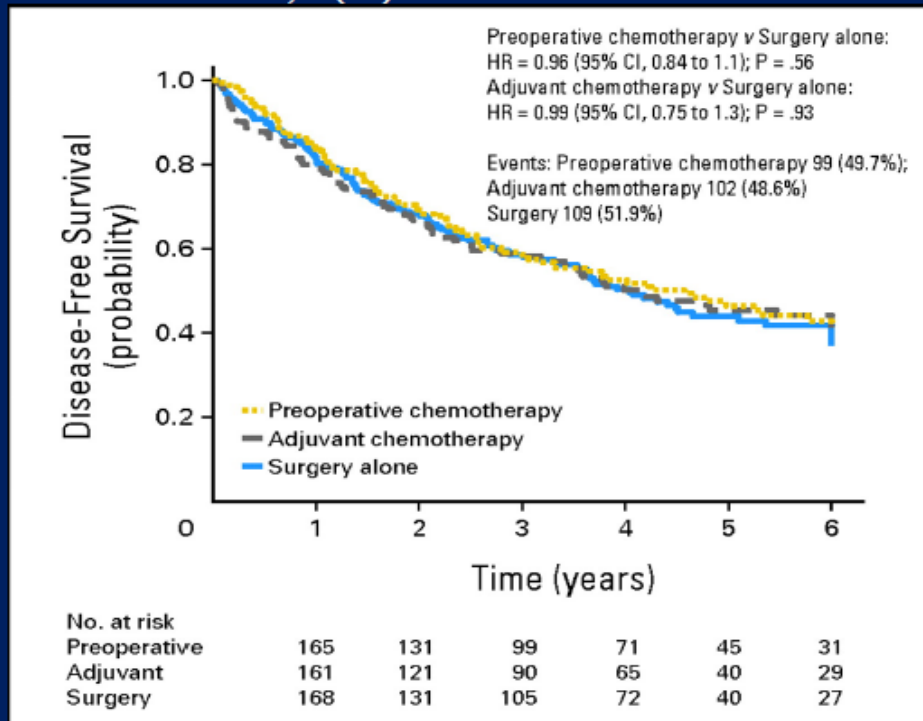 Preoperative chemotherapy v Surgery alone:
HR = 0.96 (95% CI, 0.84 to 1.1); P = .56
Adjuvant chemotherapy v Surgery alone:
HR = 0.99 (95% CI, 0.75 to 1.3); P = .93
Events: Preoperative chemotherapy 99 (49.7%);
Adjuvant chemotherapy 102 (48.6%)
Surgery 109 (51.9%)
Disease-Free Survival
(probability)
1.0
0.8
0.6
0.4
0.2
Preoperative chemotherapy
Adjuvant chemotherapy
Surgery alone
0 1 2 3 4 5 6
Time (years)
No. at risk
Preoperative 165 131 99 71 45 31
Adjuvant 161 121 90 65 40 29
Surgery 168 131 105 72 40 27